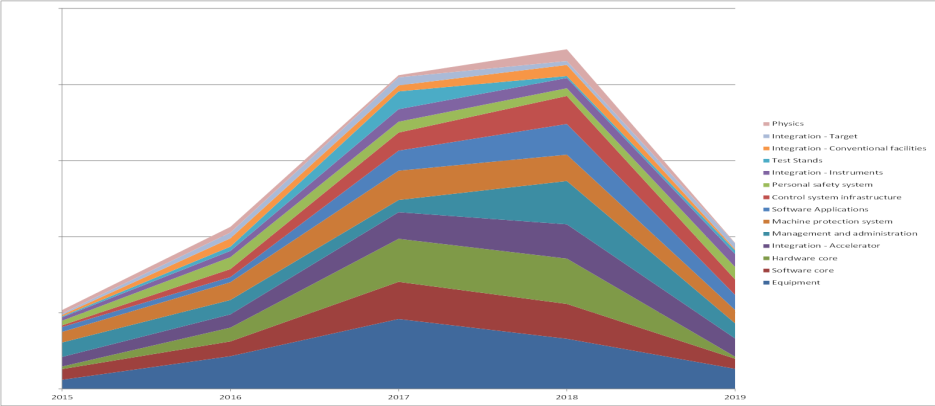 Physics
Integration - Target
Integration - Conventional facilities
Test Stands
Integration - Instruments
Personal safety system
Control system infrastructure
Software Applications
Machine protection system
Management and administration
Integration - Accelerator
Hardware core
Software core
Equipment
2015 2016 2017 2018 2019